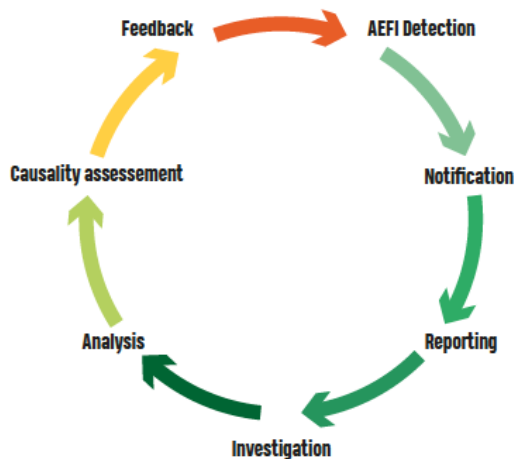 Feedback
AEFI Detection
Causality assessement
Notification
Analysis
Reporting
Investigation